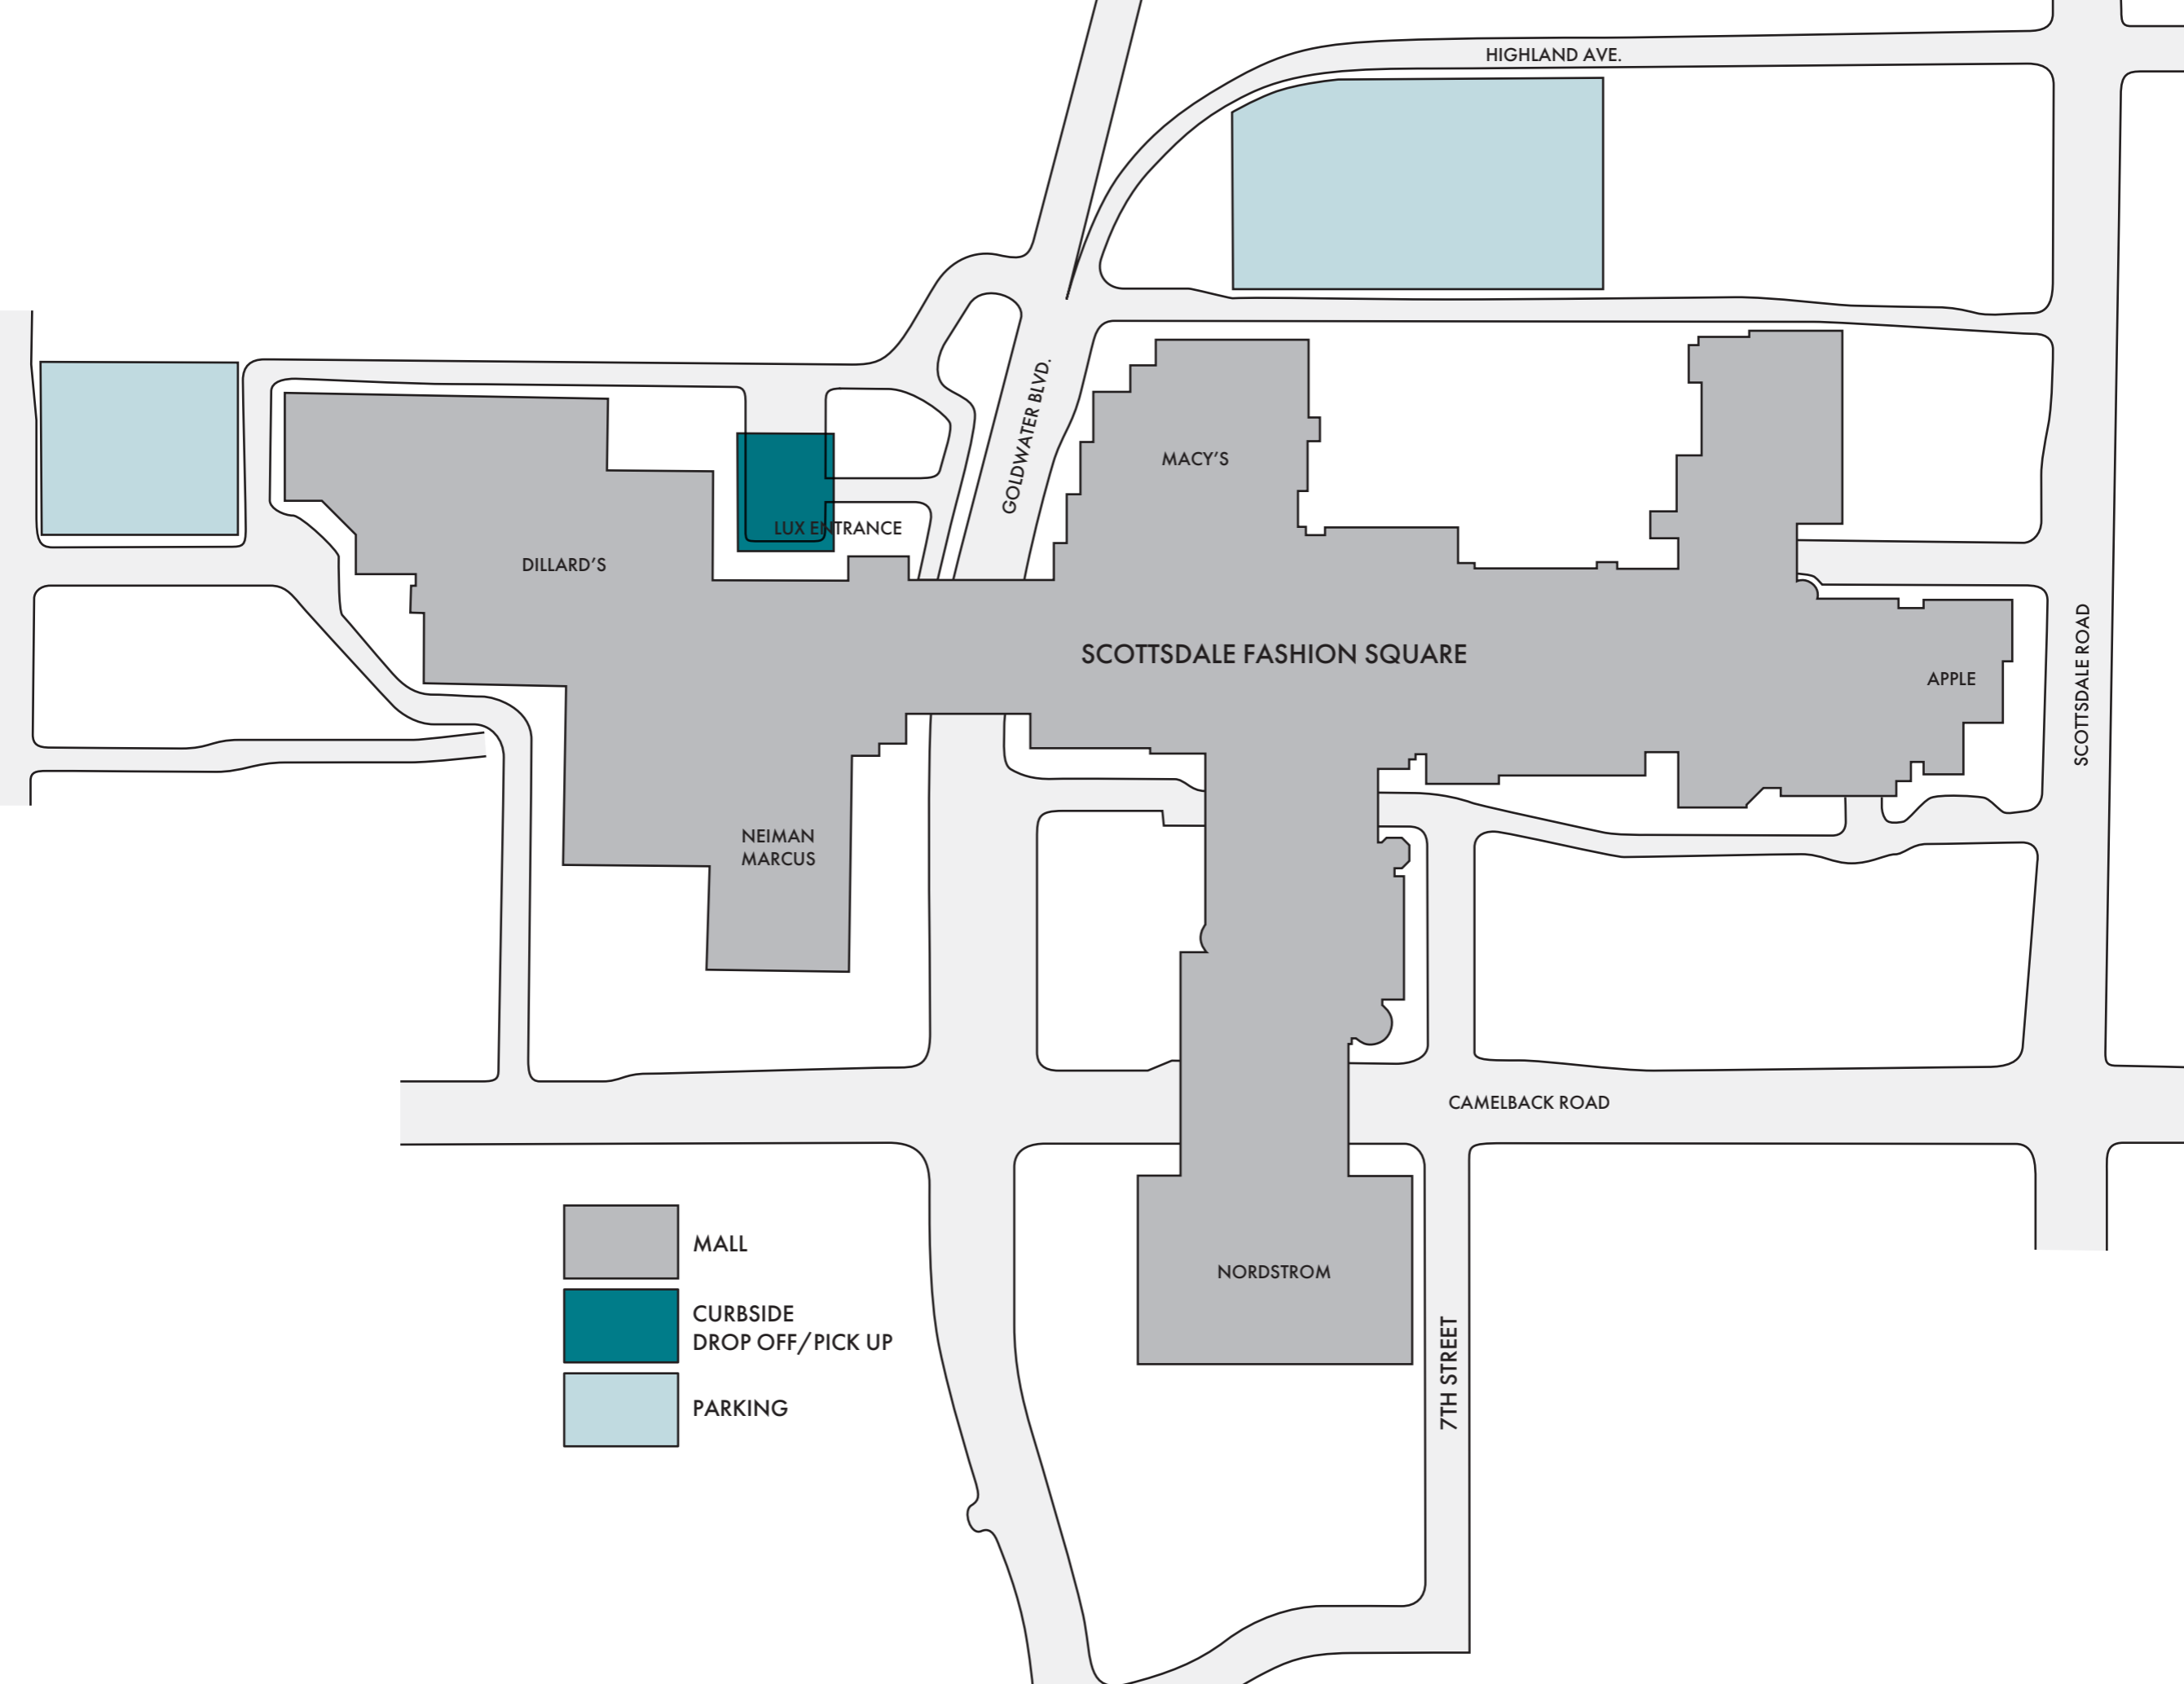 HIGHLAND AVE.
GOLDWATER BLVD.
MACY'S
LUX ENTRANCE
DILLARD'S
SCOTTSDALE FASHION SQUARE
APPLE
SCOTTSDALE ROAD
NEIMAN
MARCUS
CAMELBACK ROAD
NORDSTROM
7TH STREET
MALL
CURBSIDE
DROP OFF/PICK UP
PARKING